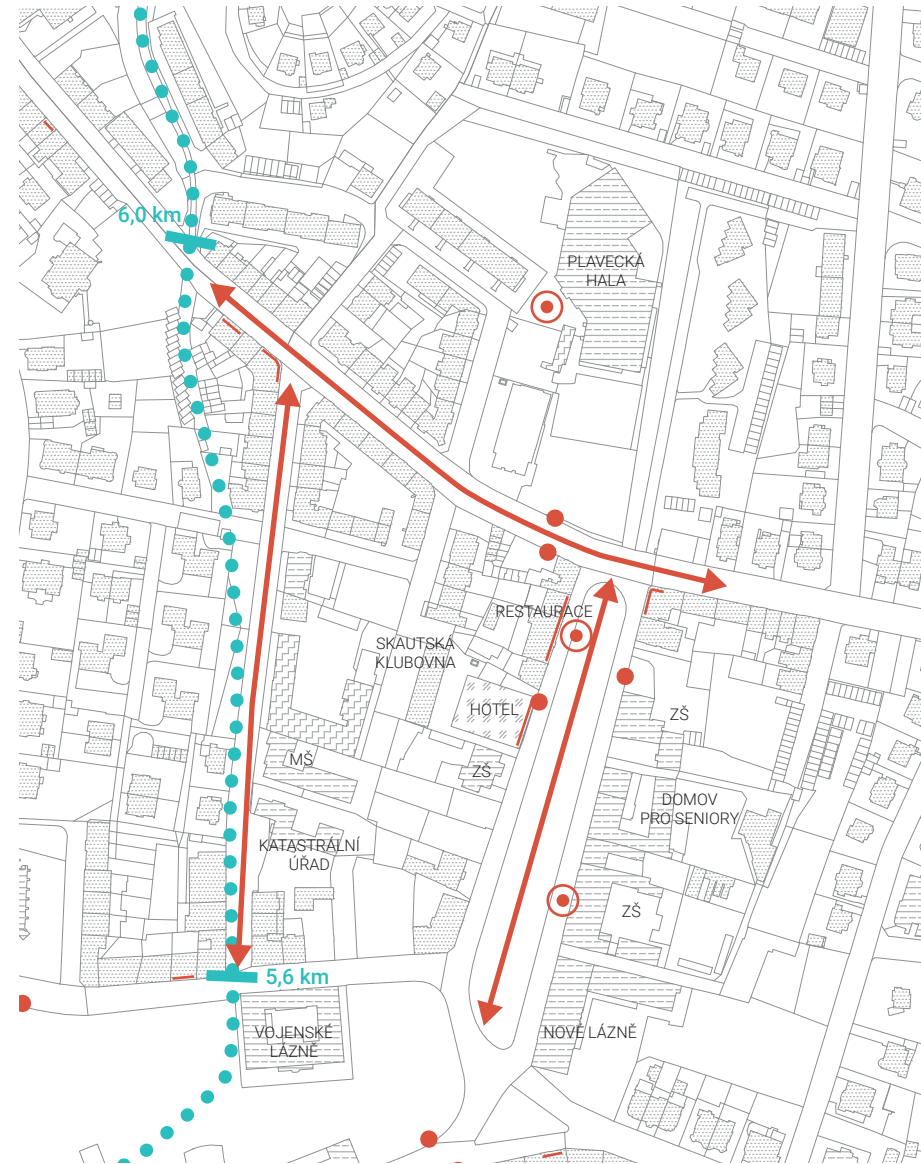 6,0 km
PLAVECKÁ
HALA
RESTAURACE
SKAUTSKÁ
KLUBOVNA
HOTEL
ZŠ
MŠ
ZŠ
DOMOV
PRO SENIORY
KATASTRÁLNÍ
ÚŘAD
ZŠ
5,6 km
VOJENSKÉ
LÁZNĚ
NOVÉ LÁZNĚ